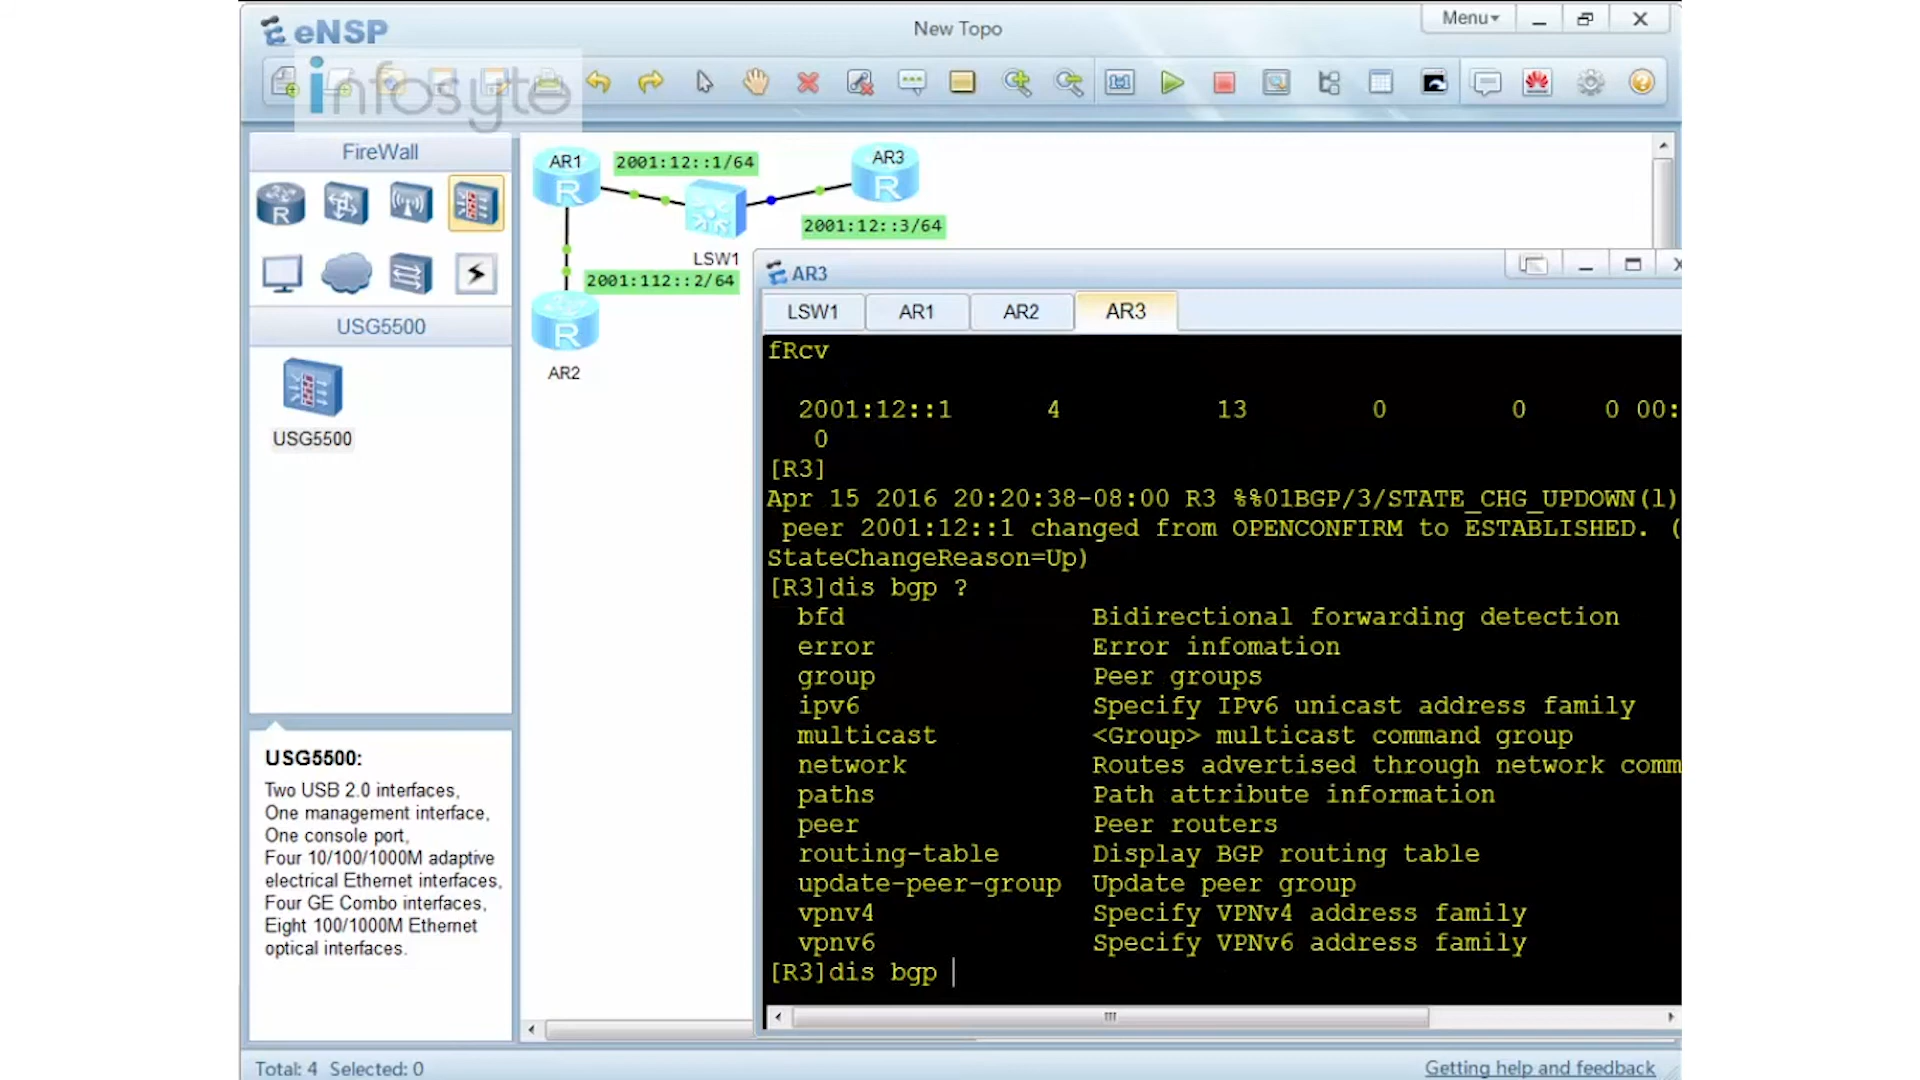 eNSP
New Topo
Menu
infosyte
FireWall
USG5500
USG5500
USG5500:
Two USB 2.0 interfaces,
One management interface,
One console port,
Four 10/100/1000M adaptive
electrical Ethernet interfaces,
Four GE Combo interfaces,
Eight 100/1000M Ethernet
optical interfaces.
AR1
R
2001:12::1/64
AR3
R
2001:12::3/64
LSW1
2001:112::2/64
R
AR2
AR3
LSW1 AR1 AR2 AR3
fRcv
2001:12::1 4 13 0 0 0 00:
0
[R3]
Apr 15 2016 20:20:38-08:00 R3 %%01BGP/3/STATE_CHG_UPDOWN(l)
peer 2001:12::1 changed from OPENCONFIRM to ESTABLISHED. (
StateChangeReason=Up)
[R3]dis bgp ?
bfd Bidirectional forwarding detection
error Error infomation
group Peer groups
ipv6 Specify IPv6 unicast address family
multicast <Group> multicast command group
network Routes advertised through network comm
paths Path attribute information
peer Peer routers
routing-table Display BGP routing table
update-peer-group Update peer group
vpnv4 Specify VPNv4 address family
vpnv6 Specify VPNv6 address family
[R3]dis bgp
Total: 4 Selected: 0
Getting help and feedback